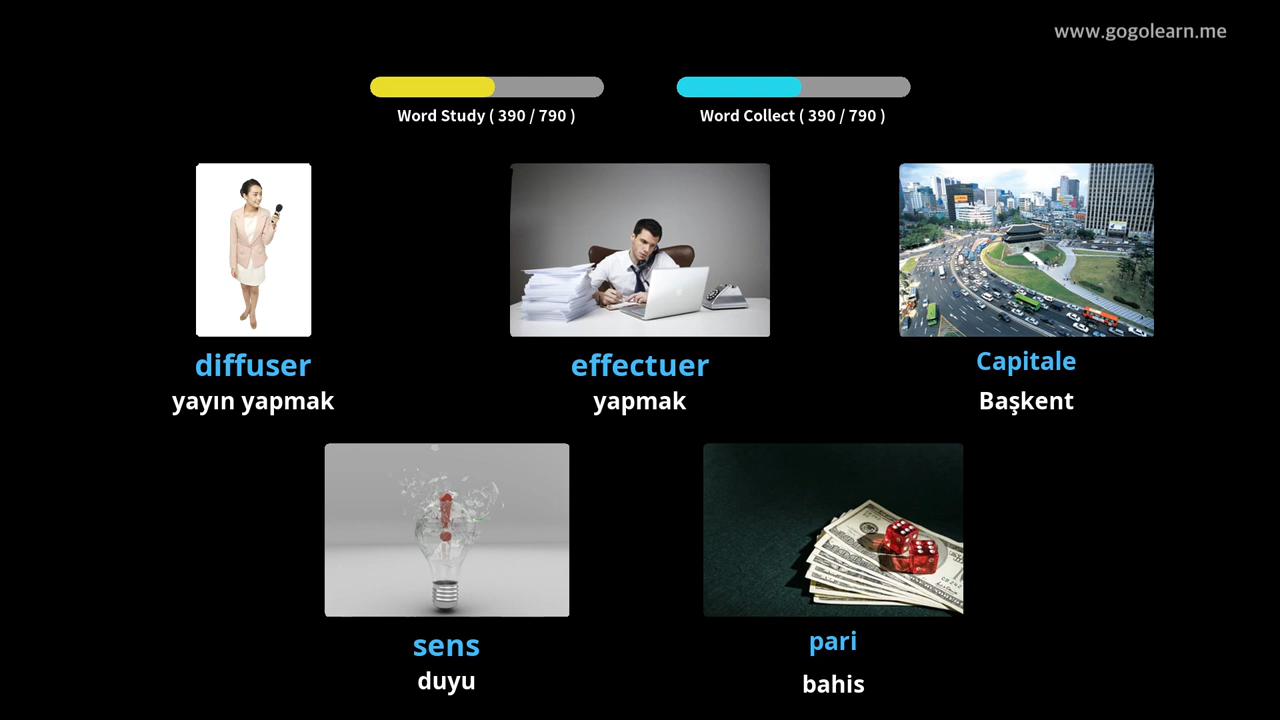 www.gogolearn.me
Word Study ( 390 / 790 )
Word Collect ( 390 / 790 )
diffuser
yayın yapmak
effectuer
yapmak
Capitale
Başkent
sens
duyu
pari
bahis